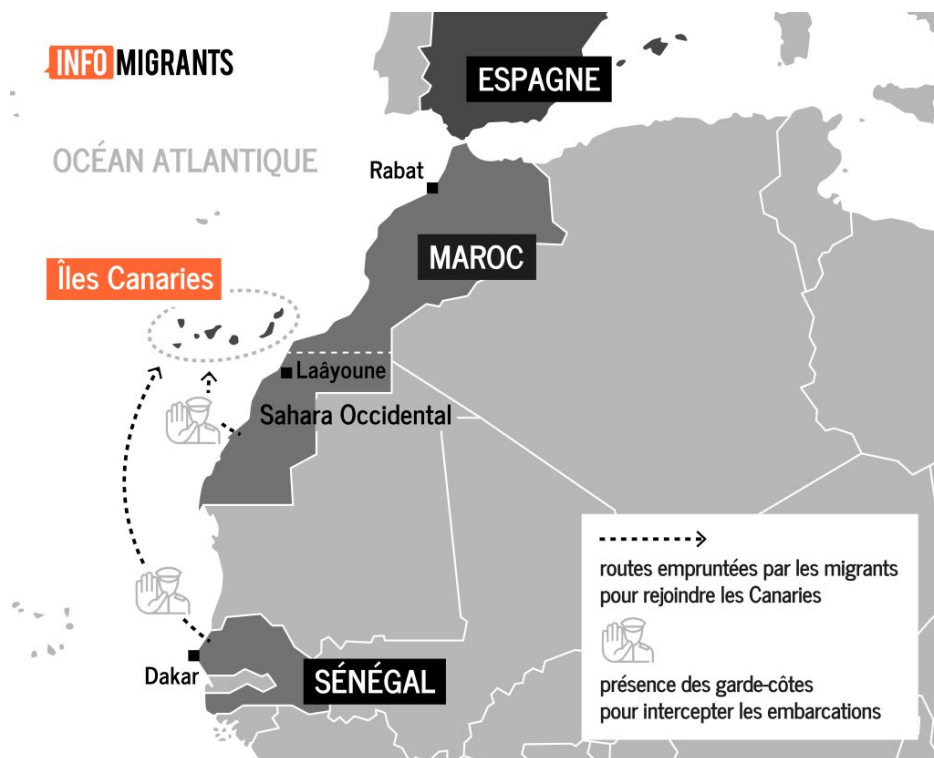 INFO MIGRANTS
ESPAGNE
OCÉAN ATLANTIQUE
Rabat
MAROC
Îles Canaries
Laâyoune
Sahara Occidental
routes empruntées par les migrants
pour rejoindre les Canaries
Dakar
SÉNÉGAL
présence des garde-côtes
pour intercepter les embarcations